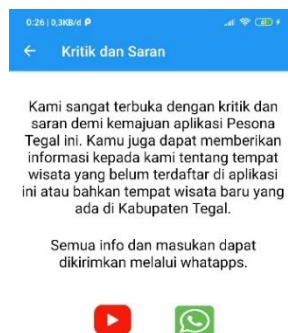 0:26 | 0,3KB/d
Kritik dan Saran
Kami sangat terbuka dengan kritik dan
saran demi kemajuan aplikasi Pesona
Tegal ini. Kamu juga dapat memberikan
informasi kepada kami tentang tempat
wisata yang belum terdaftar di aplikasi
ini atau bahkan tempat wisata baru yang
ada di Kabupaten Tegal.
Semua info dan masukan dapat
dikirimkan melalui whatapps.